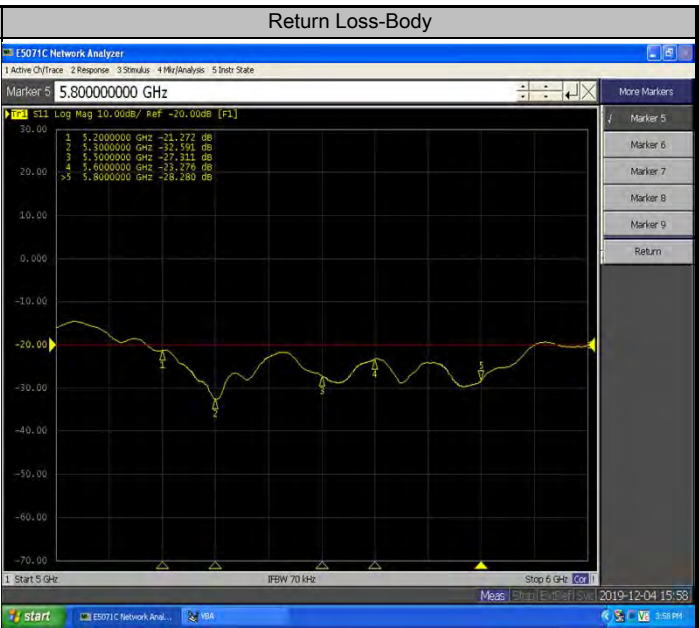 Return Loss-Body
E5071C Network Analyzer
1 Active Ch/Trace 2 Response 3 Stimulus 4 Mkr/Analysis 5 Instr State
Marker 5 5.800000000 GHz
More Markers
Tr1 S11 Log Mag 10.00dB/ Ref -20.00dB [F1]
Marker 5
Marker 6
Marker 7
Marker 8
Marker 9
Return
1 5.2000000 GHz -21.272 dB
2 5.3000000 GHz -32.591 dB
3 5.5000000 GHz -27.311 dB
4 5.6000000 GHz -23.276 dB
>5 5.8000000 GHz -28.280 dB
30.00
20.00
10.00
0.000
-10.00
-20.00
-30.00
-40.00
-50.00
-60.00
-70.00
1
2
3
4
5
1 Start 5 GHz
IFBW 70 kHz
Stop 6 GHz Cor !
Meas Stop ExtRef Svc 2019-12-04 15:58
start
E5071C Network Anal...
VBA
3:58 PM